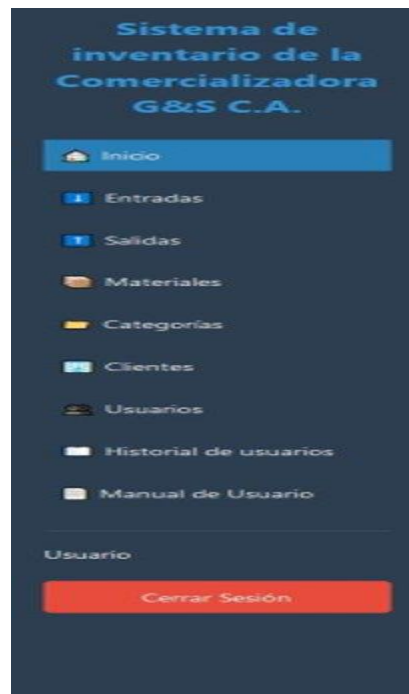 Sistema de
inventario de la
Comercializadora
G&S C.A.
Inicio
Entradas
Salidas
Materiales
Categorías
Clientes
Usuarios
Historial de usuarios
Manual de Usuario
Usuario
Cerrar Sesión